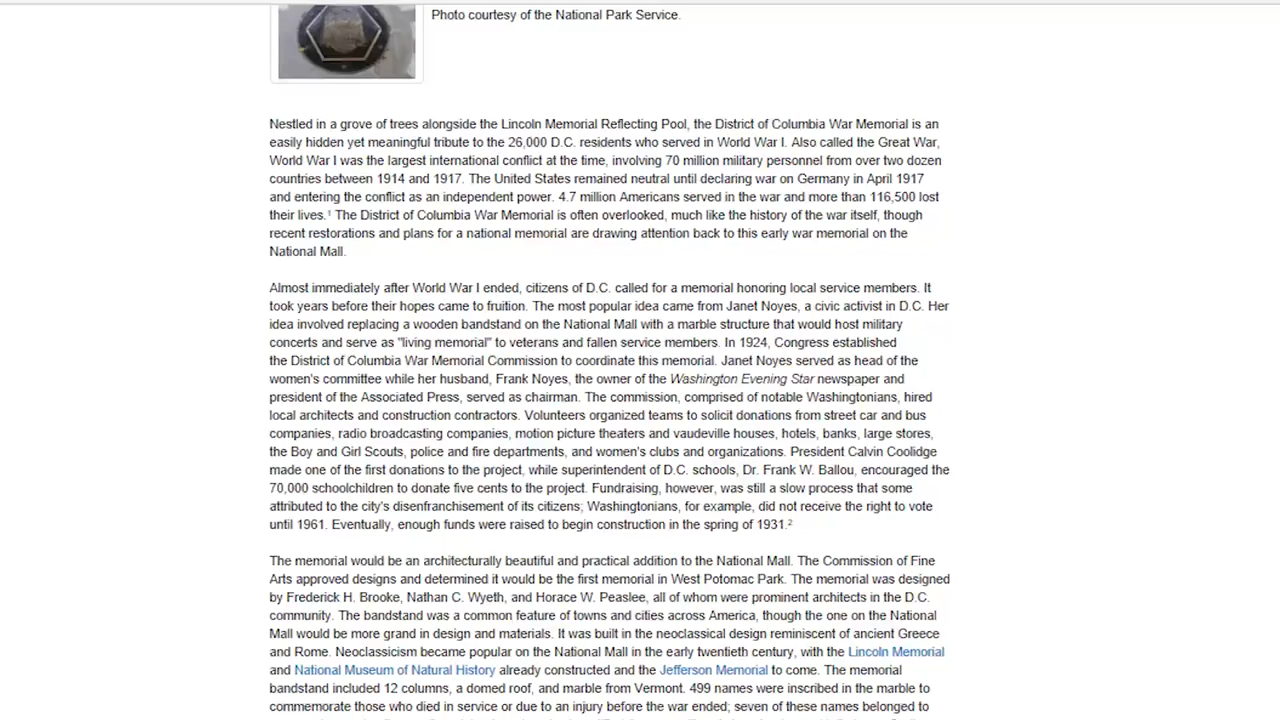 Photo courtesy of the National Park Service.
Nestled in a grove of trees alongside the Lincoln Memorial Reflecting Pool, the District of Columbia War Memorial is an
easily hidden yet meaningful tribute to the 26,000 D.C. residents who served in World War I. Also called the Great War,
World War I was the largest international conflict at the time, involving 70 million military personnel from over two dozen
countries between 1914 and 1917. The United States remained neutral until declaring war on Germany in April 1917
and entering the conflict as an independent power. 4.7 million Americans served in the war and more than 116,500 lost
their lives.¹ The District of Columbia War Memorial is often overlooked, much like the history of the war itself, though
recent restorations and plans for a national memorial are drawing attention back to this early war memorial on the
National Mall.
Almost immediately after World War I ended, citizens of D.C. called for a memorial honoring local service members. It
took years before their hopes came to fruition. The most popular idea came from Janet Noyes, a civic activist in D.C. Her
idea involved replacing a wooden bandstand on the National Mall with a marble structure that would host military
concerts and serve as "living memorial" to veterans and fallen service members. In 1924, Congress established
the District of Columbia War Memorial Commission to coordinate this memorial. Janet Noyes served as head of the
women's committee while her husband, Frank Noyes, the owner of the Washington Evening Star newspaper and
president of the Associated Press, served as chairman. The commission, comprised of notable Washingtonians, hired
local architects and construction contractors. Volunteers organized teams to solicit donations from street car and bus
companies, radio broadcasting companies, motion picture theaters and vaudeville houses, hotels, banks, large stores,
the Boy and Girl Scouts, police and fire departments, and women's clubs and organizations. President Calvin Coolidge
made one of the first donations to the project, while superintendent of D.C. schools, Dr. Frank W. Ballou, encouraged the
70,000 schoolchildren to donate five cents to the project. Fundraising, however, was still a slow process that some
attributed to the city's disenfranchisement of its citizens; Washingtonians, for example, did not receive the right to vote
until 1961. Eventually, enough funds were raised to begin construction in the spring of 1931.²
The memorial would be an architecturally beautiful and practical addition to the National Mall. The Commission of Fine
Arts approved designs and determined it would be the first memorial in West Potomac Park. The memorial was designed
by Frederick H. Brooke, Nathan C. Wyeth, and Horace W. Peaslee, all of whom were prominent architects in the D.C.
community. The bandstand was a common feature of towns and cities across America, though the one on the National
Mall would be more grand in design and materials. It was built in the neoclassical design reminiscent of ancient Greece
and Rome. Neoclassicism became popular on the National Mall in the early twentieth century, with the Lincoln Memorial
and National Museum of Natural History already constructed and the Jefferson Memorial to come. The memorial
bandstand included 12 columns, a domed roof, and marble from Vermont. 499 names were inscribed in the marble to
commemorate those who died in service or due to an injury before the war ended; seven of these names belonged to